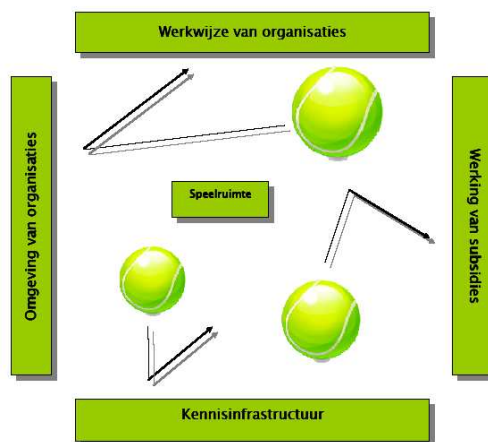 Werkwijze van organisaties
Omgeving van organisaties
Speelruimte
Werking van subsidies
Kennisinfrastructuur